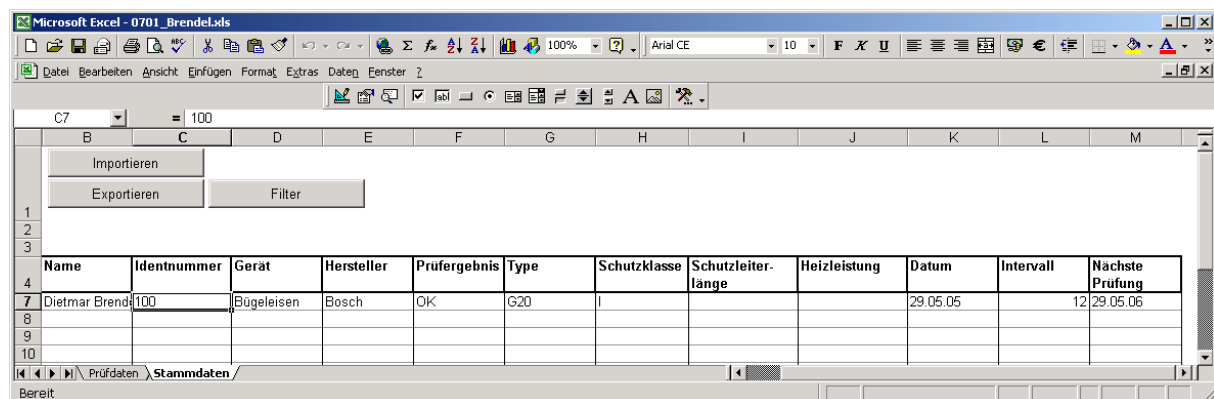 Microsoft Excel - 0701_Brendel.xls
100% Arial CE 10 F K U €
Datei Bearbeiten Ansicht Einfügen Format Extras Daten Fenster ?
C7 = 100
B C D E F G H I J K L M
Importieren
Exportieren Filter
1
2
3
Name Identnummer Gerät Hersteller Prüfergebnis Type Schutzklasse Schutzleiter- Heizleistung Datum Intervall Nächste
4 länge Prüfung
7 Dietmar Brend 100 Bügeleisen Bosch OK G20 I 29.05.05 12 29.05.06
8
9
10
Prüfdaten Stammdaten
Bereit